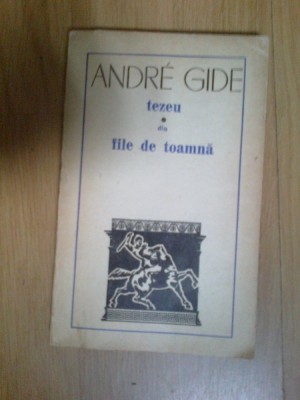 ANDRÉ GIDE
tezeu
din
file de toamnă